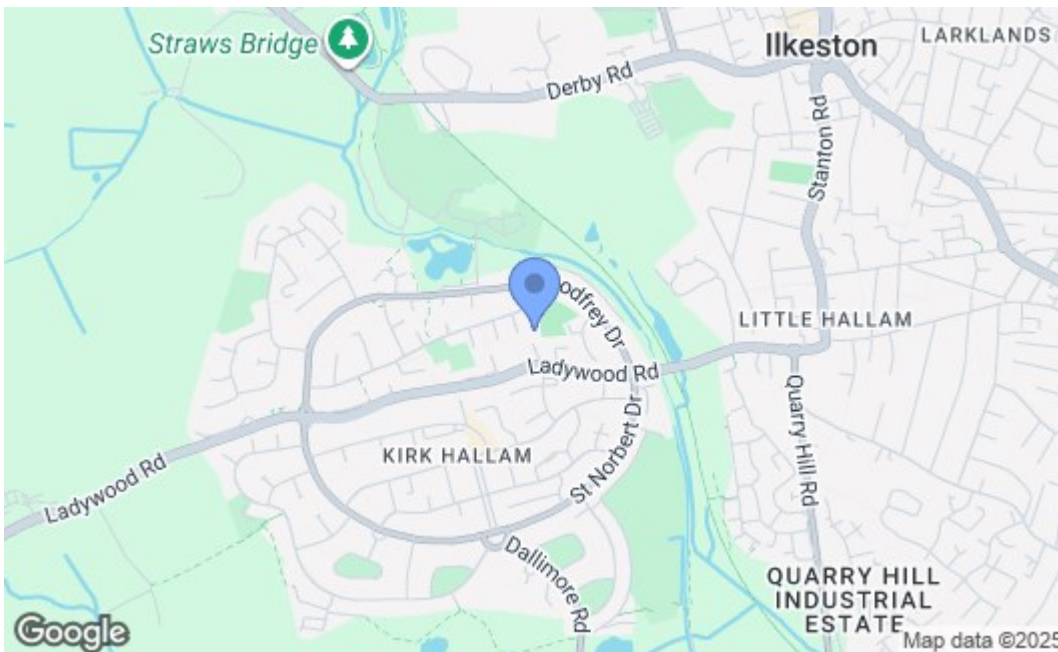 Straws Bridge
Ilkeston
LARKLANDS
Derby Rd
Stanton Rd
odfrey Dr
LITTLE HALLAM
Ladywood Rd
Quarry Hill Rd
KIRK HALLAM
St Norbert Dr
Ladywood Rd
Dallimore Rd
QUARRY HILL
INDUSTRIAL
ESTATE
Google
Map data ©2025